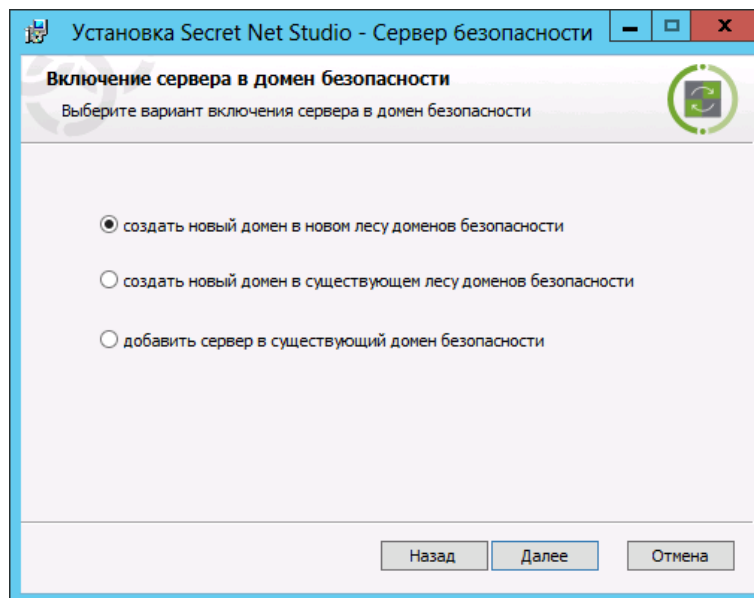 Установка Secret Net Studio - Сервер безопасности
Включение сервера в домен безопасности
Выберите вариант включения сервера в домен безопасности
создать новый домен в новом лесу доменов безопасности
создать новый домен в существующем лесу доменов безопасности
добавить сервер в существующий домен безопасности
Назад Далее Отмена